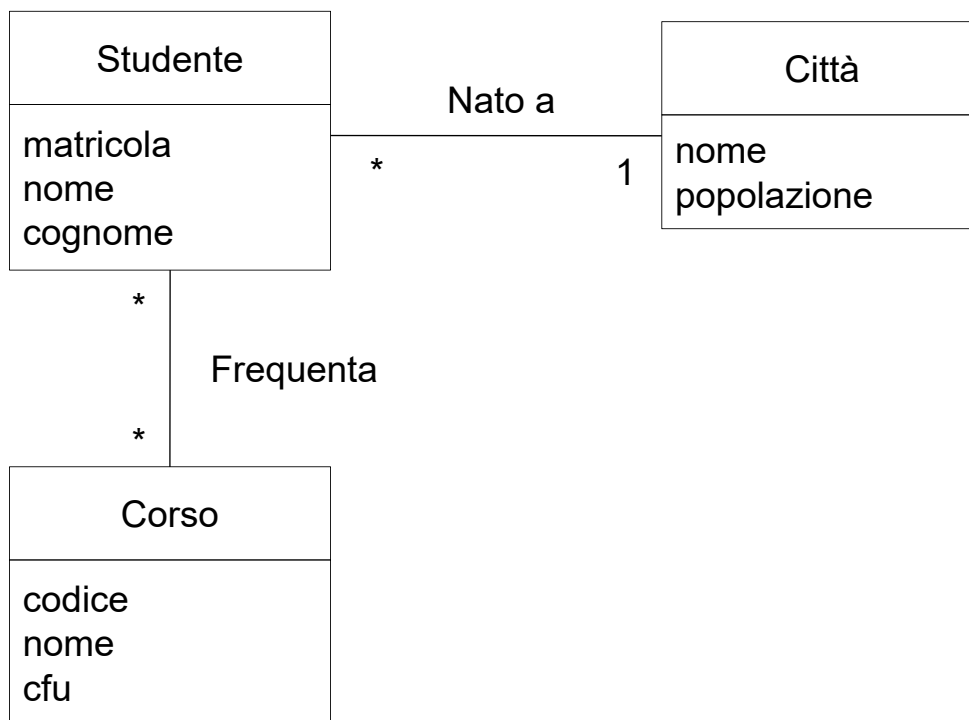 Studente
matricola
nome
cognome
Nato a
*
1
Città
nome
popolazione
*
Frequenta
*
Corso
codice
nome
cfu